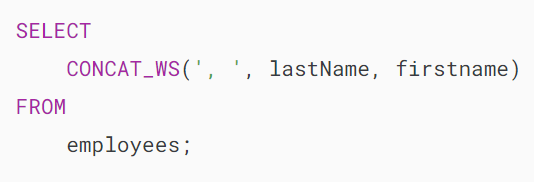 SELECT
CONCAT_WS(', ', lastName, firstname)
FROM
employees;